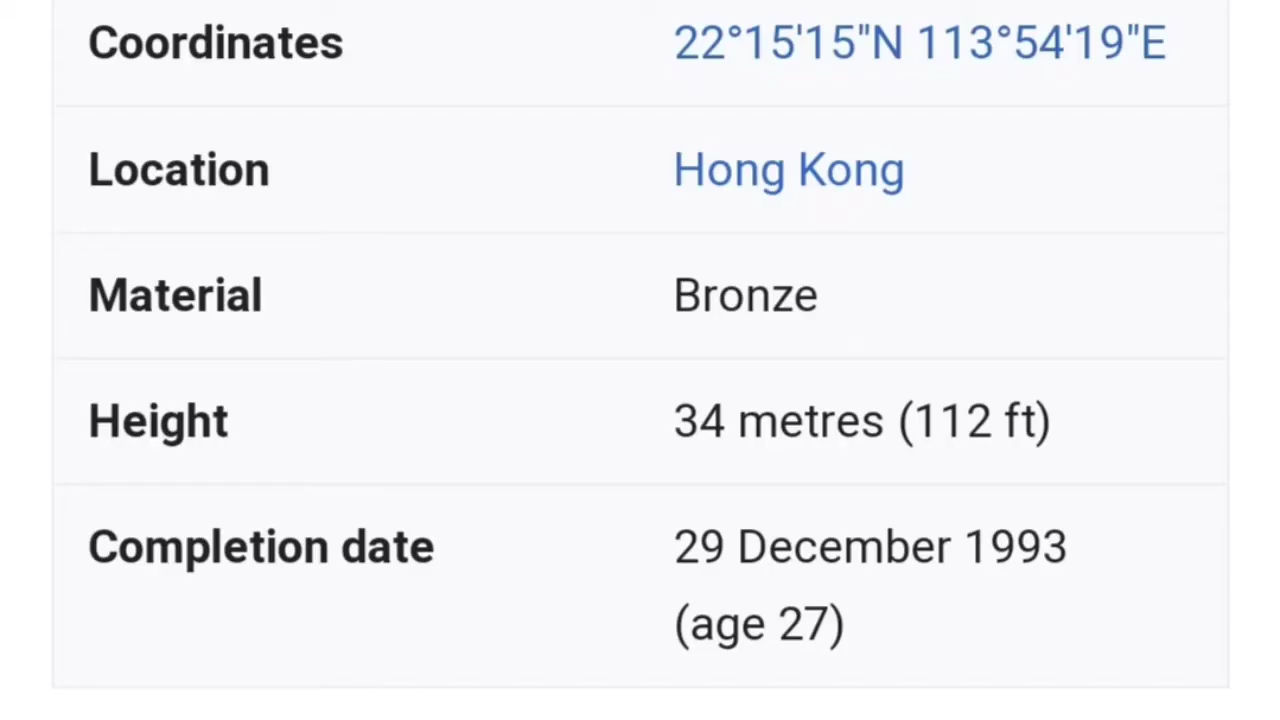 Coordinates 22°15'15"N 113°54'19"E
Location Hong Kong
Material Bronze
Height 34 metres (112 ft)
Completion date 29 December 1993
(age 27)